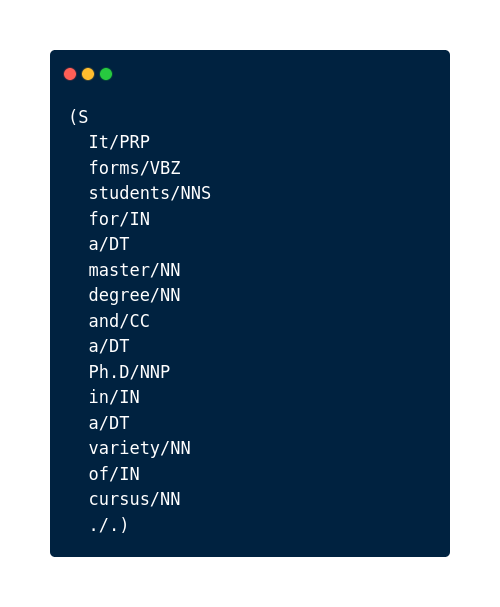 (S
  It/PRP
  forms/VBZ
  students/NNS
  for/IN
  a/DT
  master/NN
  degree/NN
  and/CC
  a/DT
  Ph.D/NNP
  in/IN
  a/DT
  variety/NN
  of/IN
  cursus/NN
  ./.)